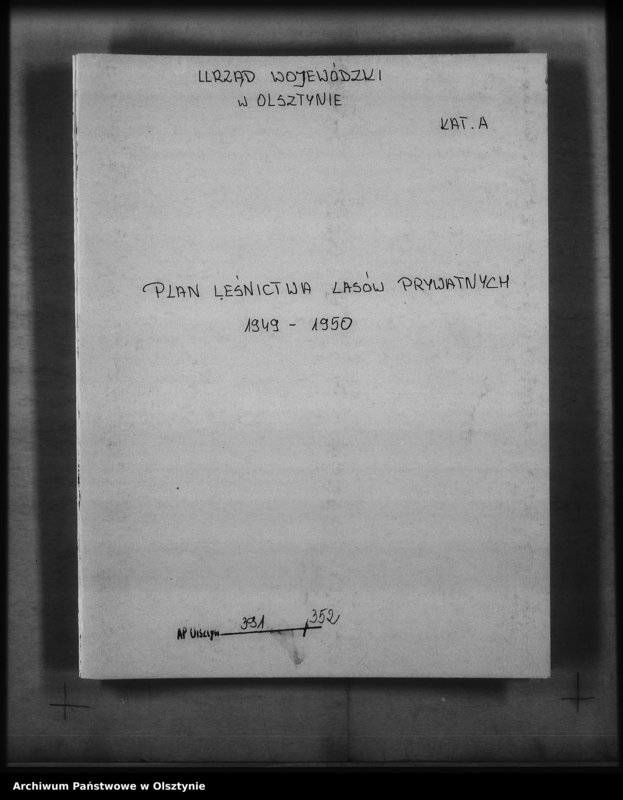 URZĄD WOJEWÓDZKI
W OLSZTYNIE
KAT. A
PLAN LEŚNICTWA LASÓW PRYWATNYCH
1949 - 1950
AP Olsztyn 391 / 352
Archiwum Państwowe w Olsztynie